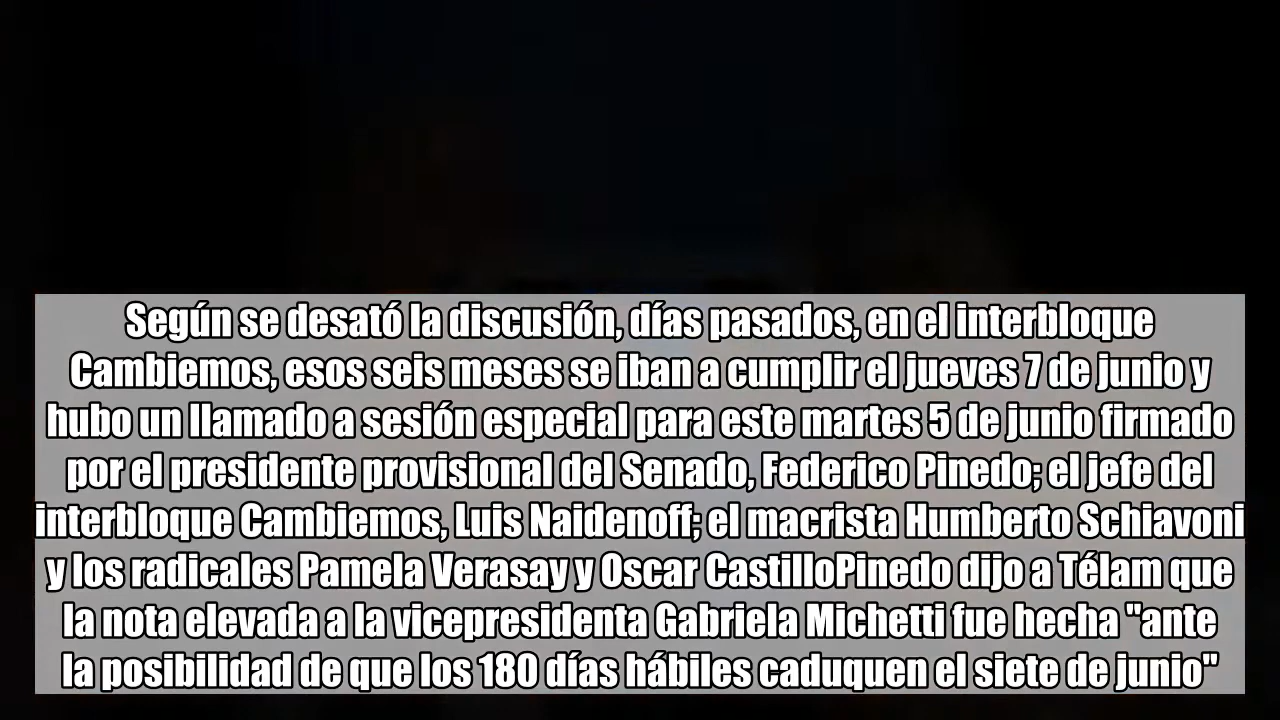 Según se desató la discusión, días pasados, en el interbloque
Cambiemos, esos seis meses se iban a cumplir el jueves 7 de junio y
hubo un llamado a sesión especial para este martes 5 de junio firmado
por el presidente provisional del Senado, Federico Pinedo; el jefe del
interbloque Cambiemos, Luis Naidenoff; el macrista Humberto Schiavoni
y los radicales Pamela Verasay y Oscar CastilloPinedo dijo a Télam que
la nota elevada a la vicepresidenta Gabriela Michetti fue hecha "ante
la posibilidad de que los 180 días hábiles caduquen el siete de junio"